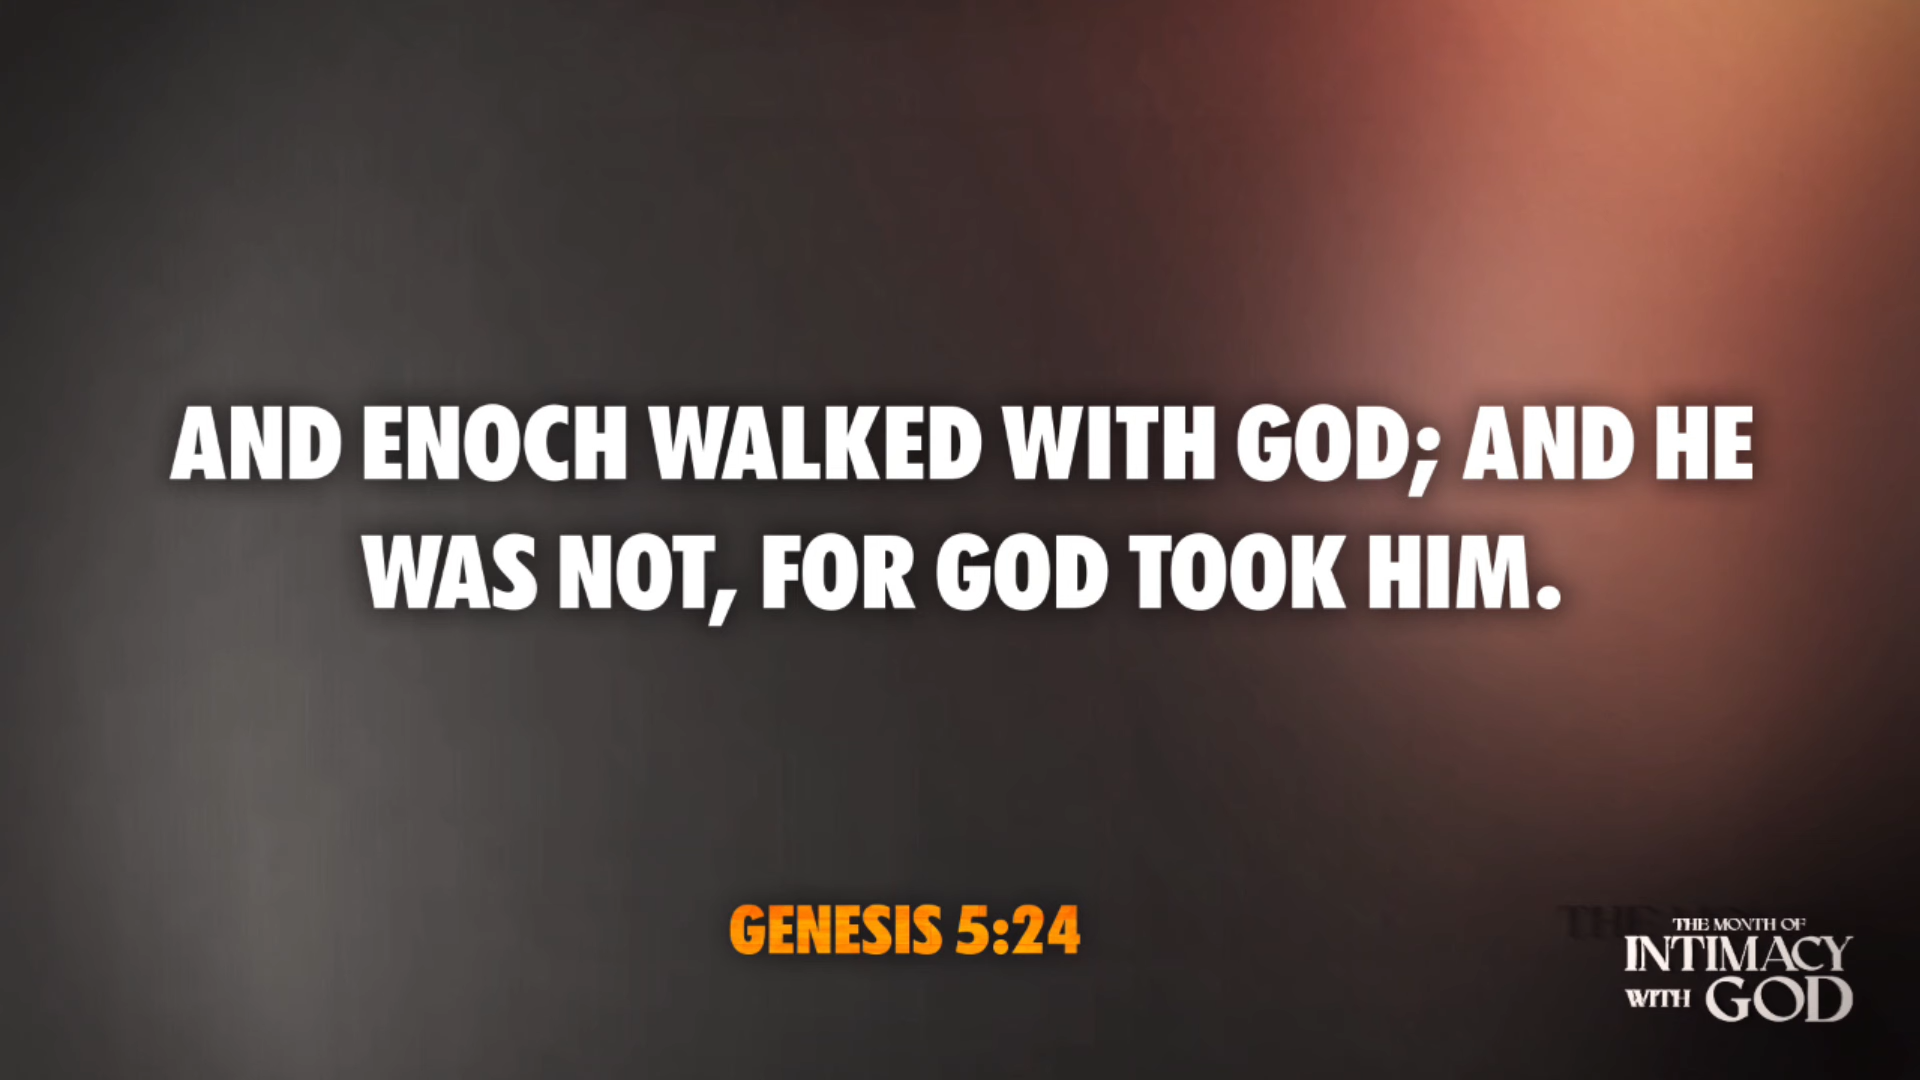 AND ENOCH WALKED WITH GOD; AND HE
WAS NOT, FOR GOD TOOK HIM.
GENESIS 5:24
THE MONTH OF
INTIMACY
WITH GOD